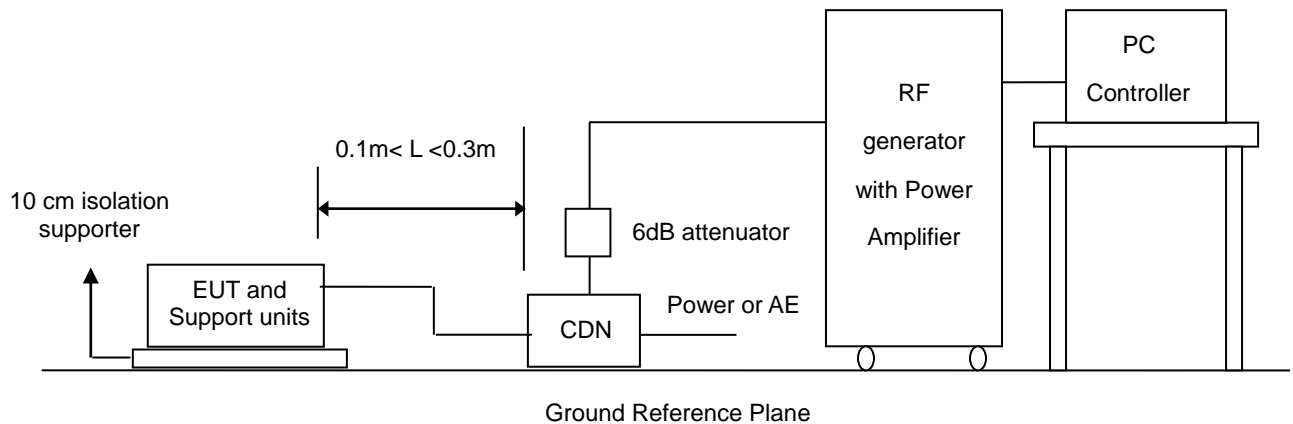 PC
Controller
RF
generator
with Power
Amplifier
0.1m< L <0.3m
10 cm isolation
supporter
6dB attenuator
EUT and
Support units
CDN
Power or AE
Ground Reference Plane